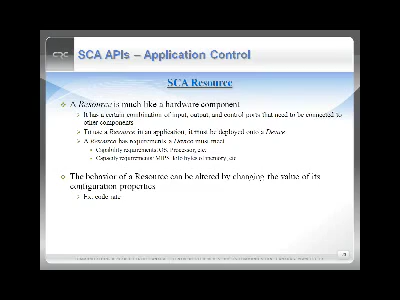 CRC
SCA APIs – Application Control
SCA Resource
A Resource is much like a hardware component
It has a certain combination of input, output, and control ports that need to be connected to
other components
To use a Resource in an application, it must be deployed onto a Device
A Resource has requirements a Device must meet
Capability requirements: OS, Processor, etc.
Capacity requirements: MIPS, kilobytes of memory, etc
The behavior of a Resource can be altered by changing the value of its
configuration properties
code rate